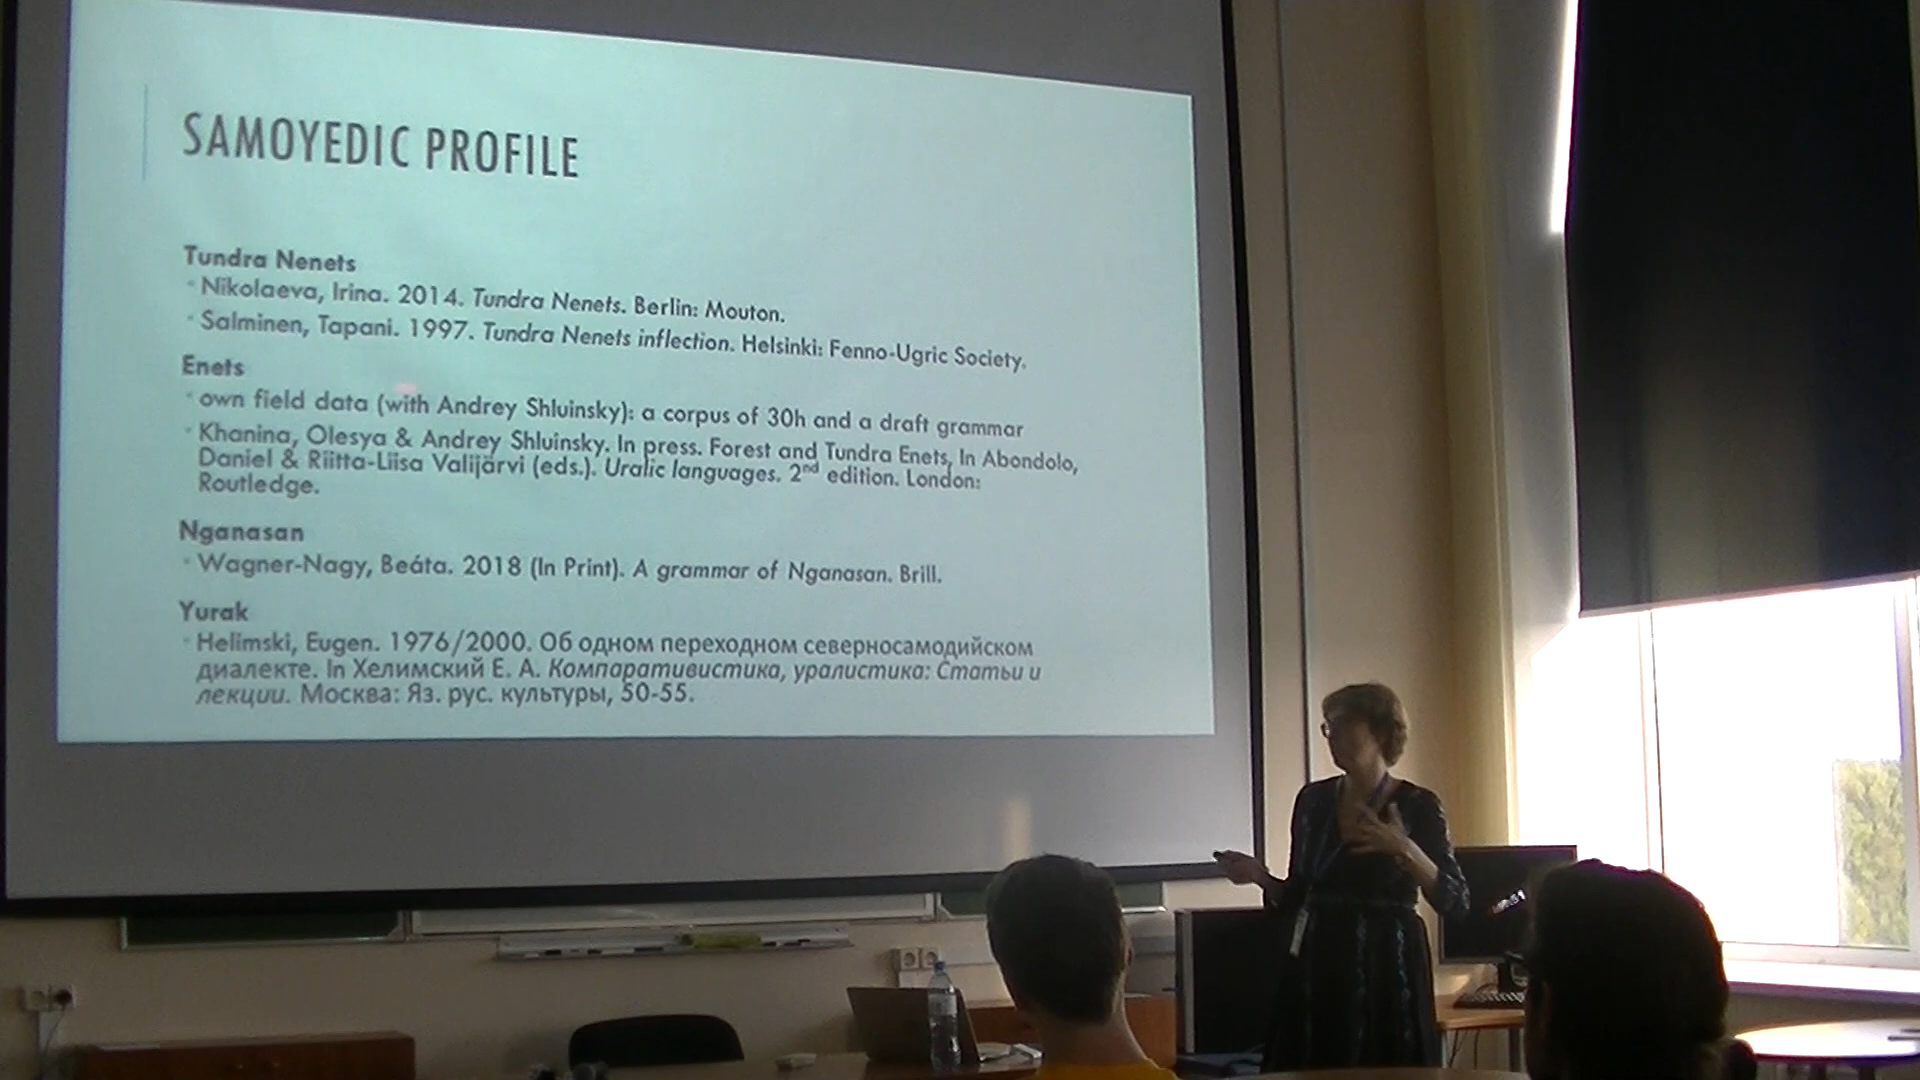 SAMOYEDIC PROFILE
Tundra Nenets
Nikolaeva, Irina. 2014. Tundra Nenets. Berlin: Mouton.
Salminen, Tapani. 1997. Tundra Nenets inflection. Helsinki: Fenno-Ugric Society.
Enets
own field data (with Andrey Shluinsky): a corpus of 30h and a draft grammar
Khanina, Olesya & Andrey Shluinsky. In press. Forest and Tundra Enets, In Abondolo,
Daniel & Riitta-Liisa Valijärvi (eds.). Uralic languages. 2nd edition. London:
Routledge.
Nganasan
Wagner-Nagy, Beáta. 2018 (In Print). A grammar of Nganasan. Brill.
Yurak
Helimski, Eugen. 1976/2000. Об одном переходном северносамодийском
диалекте. In Хелимский Е. А. Компаративистика, уралистика: Статьи и
лекции. Москва: Яз. рус. культуры, 50-55.